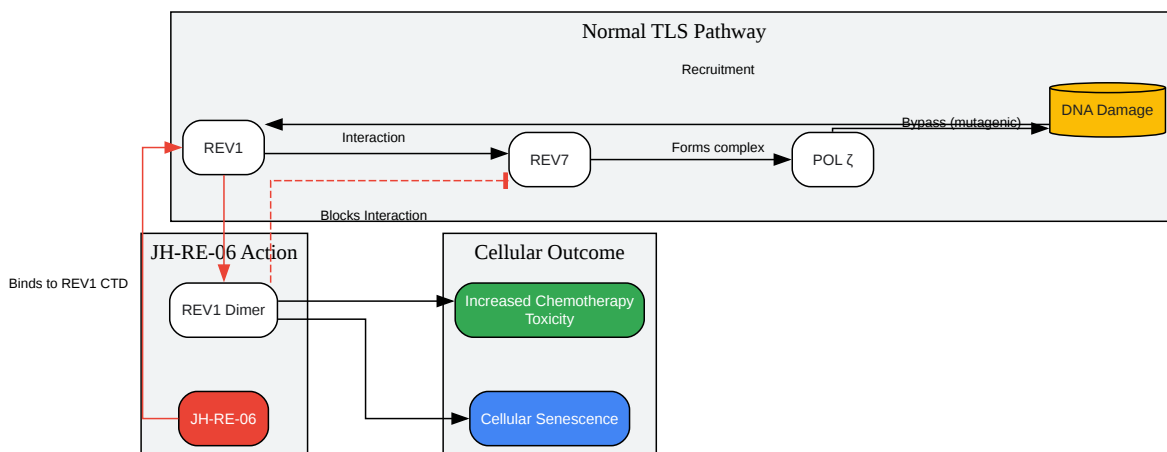 Normal TLS Pathway
Recruitment
DNA Damage
Bypass (mutagenic)
REV1
Interaction
REV7
Forms complex
POL ζ
Blocks Interaction
JH-RE-06 Action
Cellular Outcome
Binds to REV1 CTD
REV1 Dimer
Increased Chemotherapy
Toxicity
JH-RE-06
Cellular Senescence